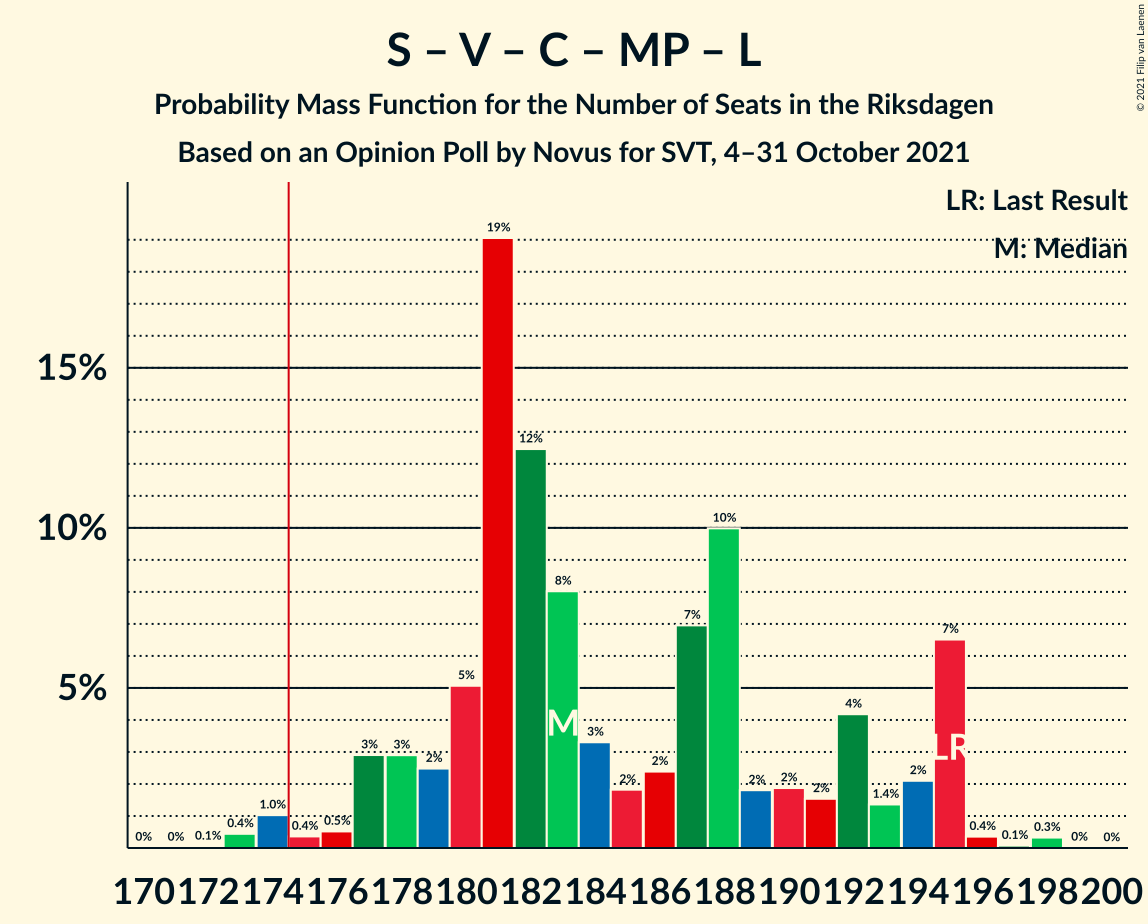 S – V – C – MP – L
Probability Mass Function for the Number of Seats in the Riksdagen
Based on an Opinion Poll by Novus for SVT, 4–31 October 2021
© 2021 Filip van Laenen
LR: Last Result
M: Median
15%
10%
5%
0% 0% 0.1% 0.4% 1.0% 0.4% 0.5% 3% 3% 2% 5% 19% 12% 8% 3% 2% 2% 7% 10% 2% 2% 2% 4% 1.4% 2% 7% 0.4% 0.1% 0.3% 0% 0%
M
LR
170 172 174 176 178 180 182 184 186 188 190 192 194 196 198 200